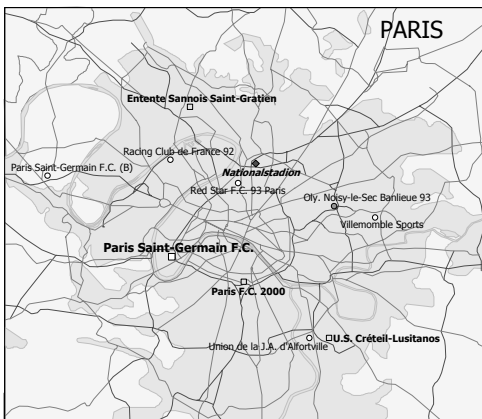 PARIS
Entente Sannois Saint-Gratien
Racing Club de France 92
Paris Saint-Germain F.C. (B)
Nationalstadion
Red Star F.C. 93 Paris
Oly. Noisy-le-Sec Banlieue 93
Villemomble Sports
Paris Saint-Germain F.C.
Paris F.C. 2000
U.S. Créteil-Lusitanos
Union de la J.A. d'Alfortville